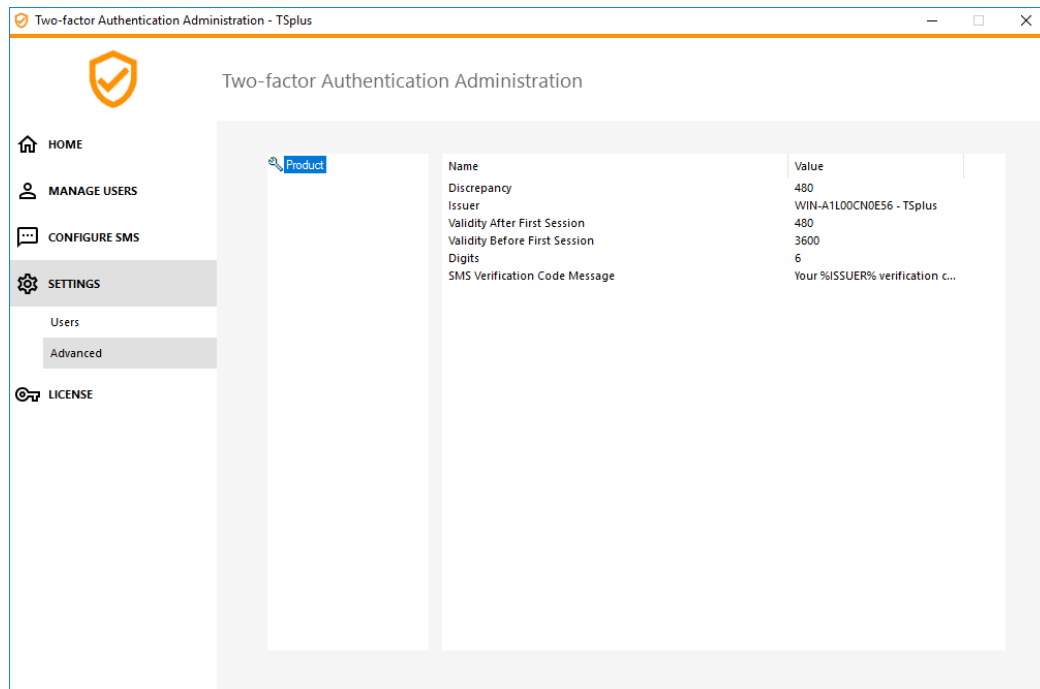 Two-factor Authentication Administration - TSplus
Two-factor Authentication Administration
HOME
MANAGE USERS
CONFIGURE SMS
SETTINGS
Users
Advanced
LICENSE
Product
Name Value
Discrepancy 480
Issuer WIN-A1L00CN0E56 - TSplus
Validity After First Session 480
Validity Before First Session 3600
Digits 6
SMS Verification Code Message Your %ISSUER% verification c...